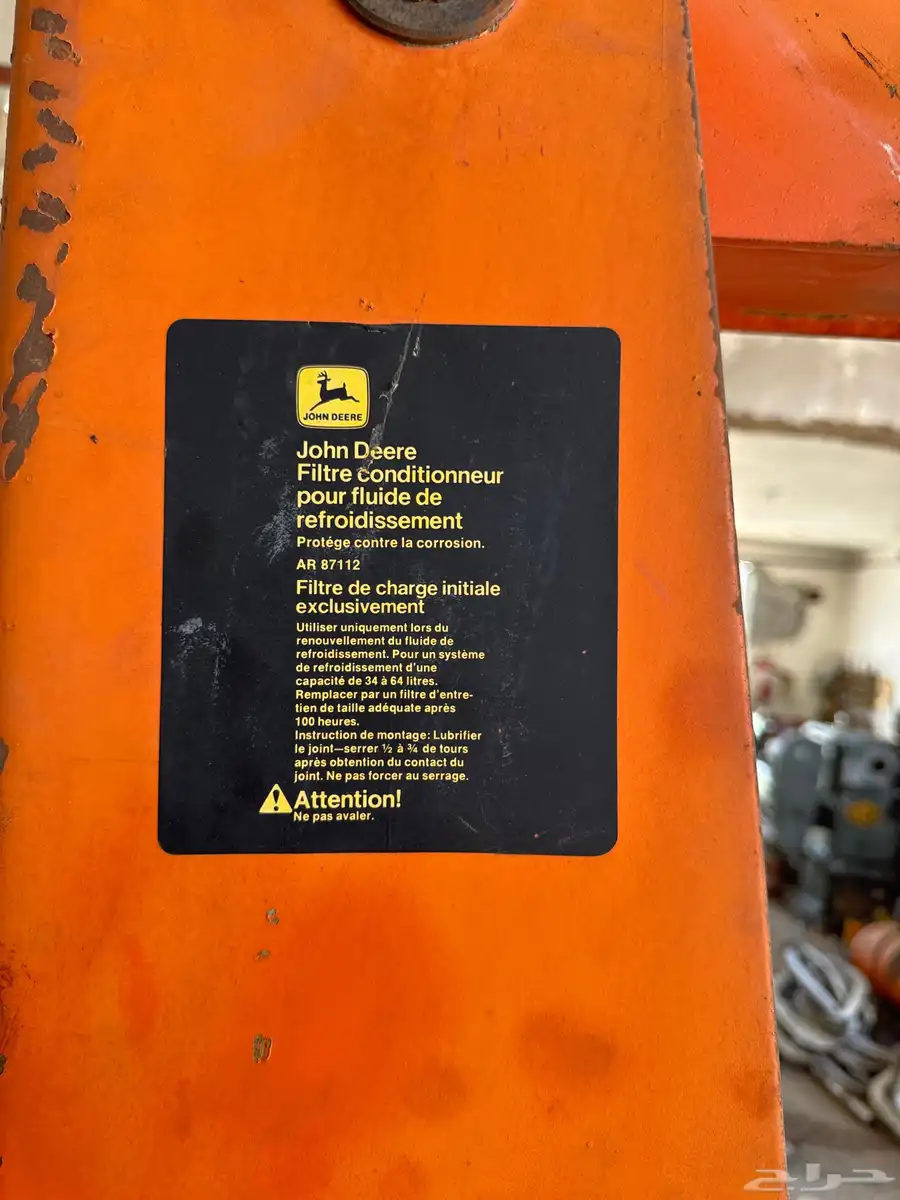 JOHN DEERE
John Deere
Filtre conditionneur
pour fluide de
refroidissement
Protége contre la corrosion.
AR 87112
Filtre de charge initiale
exclusivement
Utiliser uniquement lors du
renouvellement du fluide de
refroidissement. Pour un système
de refroidissement d'une
capacité de 34 à 64 litres.
Remplacer par un filtre d'entre-
tien de taille adéquate après
100 heures.
Instruction de montage: Lubrifier
le joint—serrer ½ à ¾ de tours
après obtention du contact du
joint. Ne pas forcer au serrage.
Attention!
Ne pas avaler.
حراج